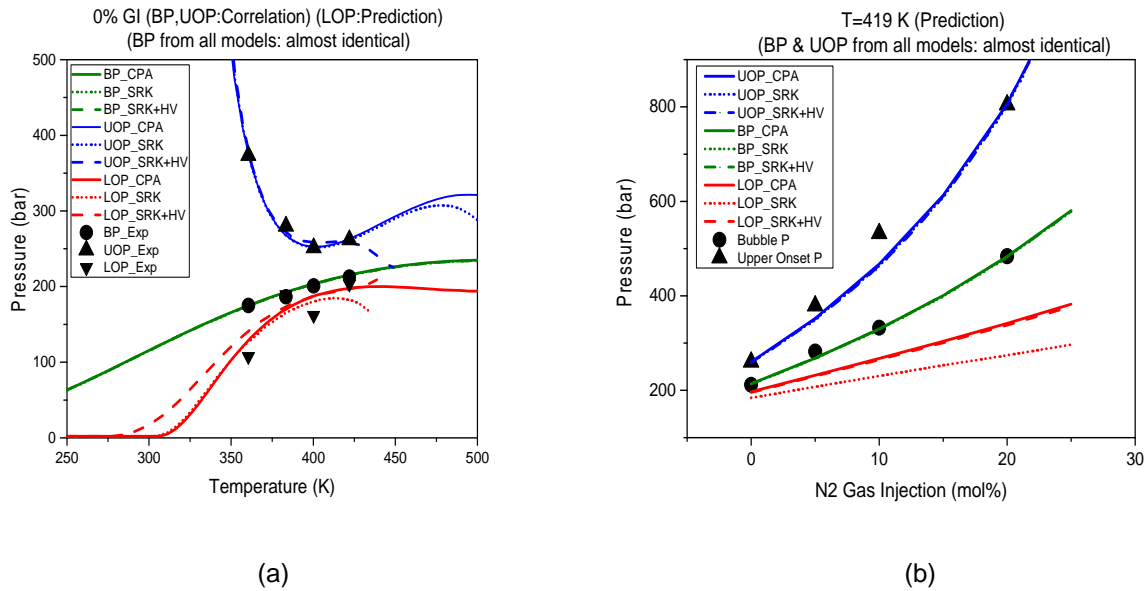 0% GI (BP,UOP:Correlation) (LOP:Prediction)
(BP from all models: almost identical)
500
400
300
200
100
0
Pressure (bar)
BP_CPA
BP_SRK
BP_SRK+HV
UOP_CPA
UOP_SRK
UOP_SRK+HV
LOP_CPA
LOP_SRK
LOP_SRK+HV
BP_Exp
UOP_Exp
LOP_Exp
250 300 350 400 450 500
Temperature (K)
(a)
T=419 K (Prediction)
(BP & UOP from all models: almost identical)
800
600
400
200
Pressure (bar)
UOP_CPA
UOP_SRK
UOP_SRK+HV
BP_CPA
BP_SRK
BP_SRK+HV
LOP_CPA
LOP_SRK
LOP_SRK+HV
Bubble P
Upper Onset P
0 10 20 30
N2 Gas Injection (mol%)
(b)